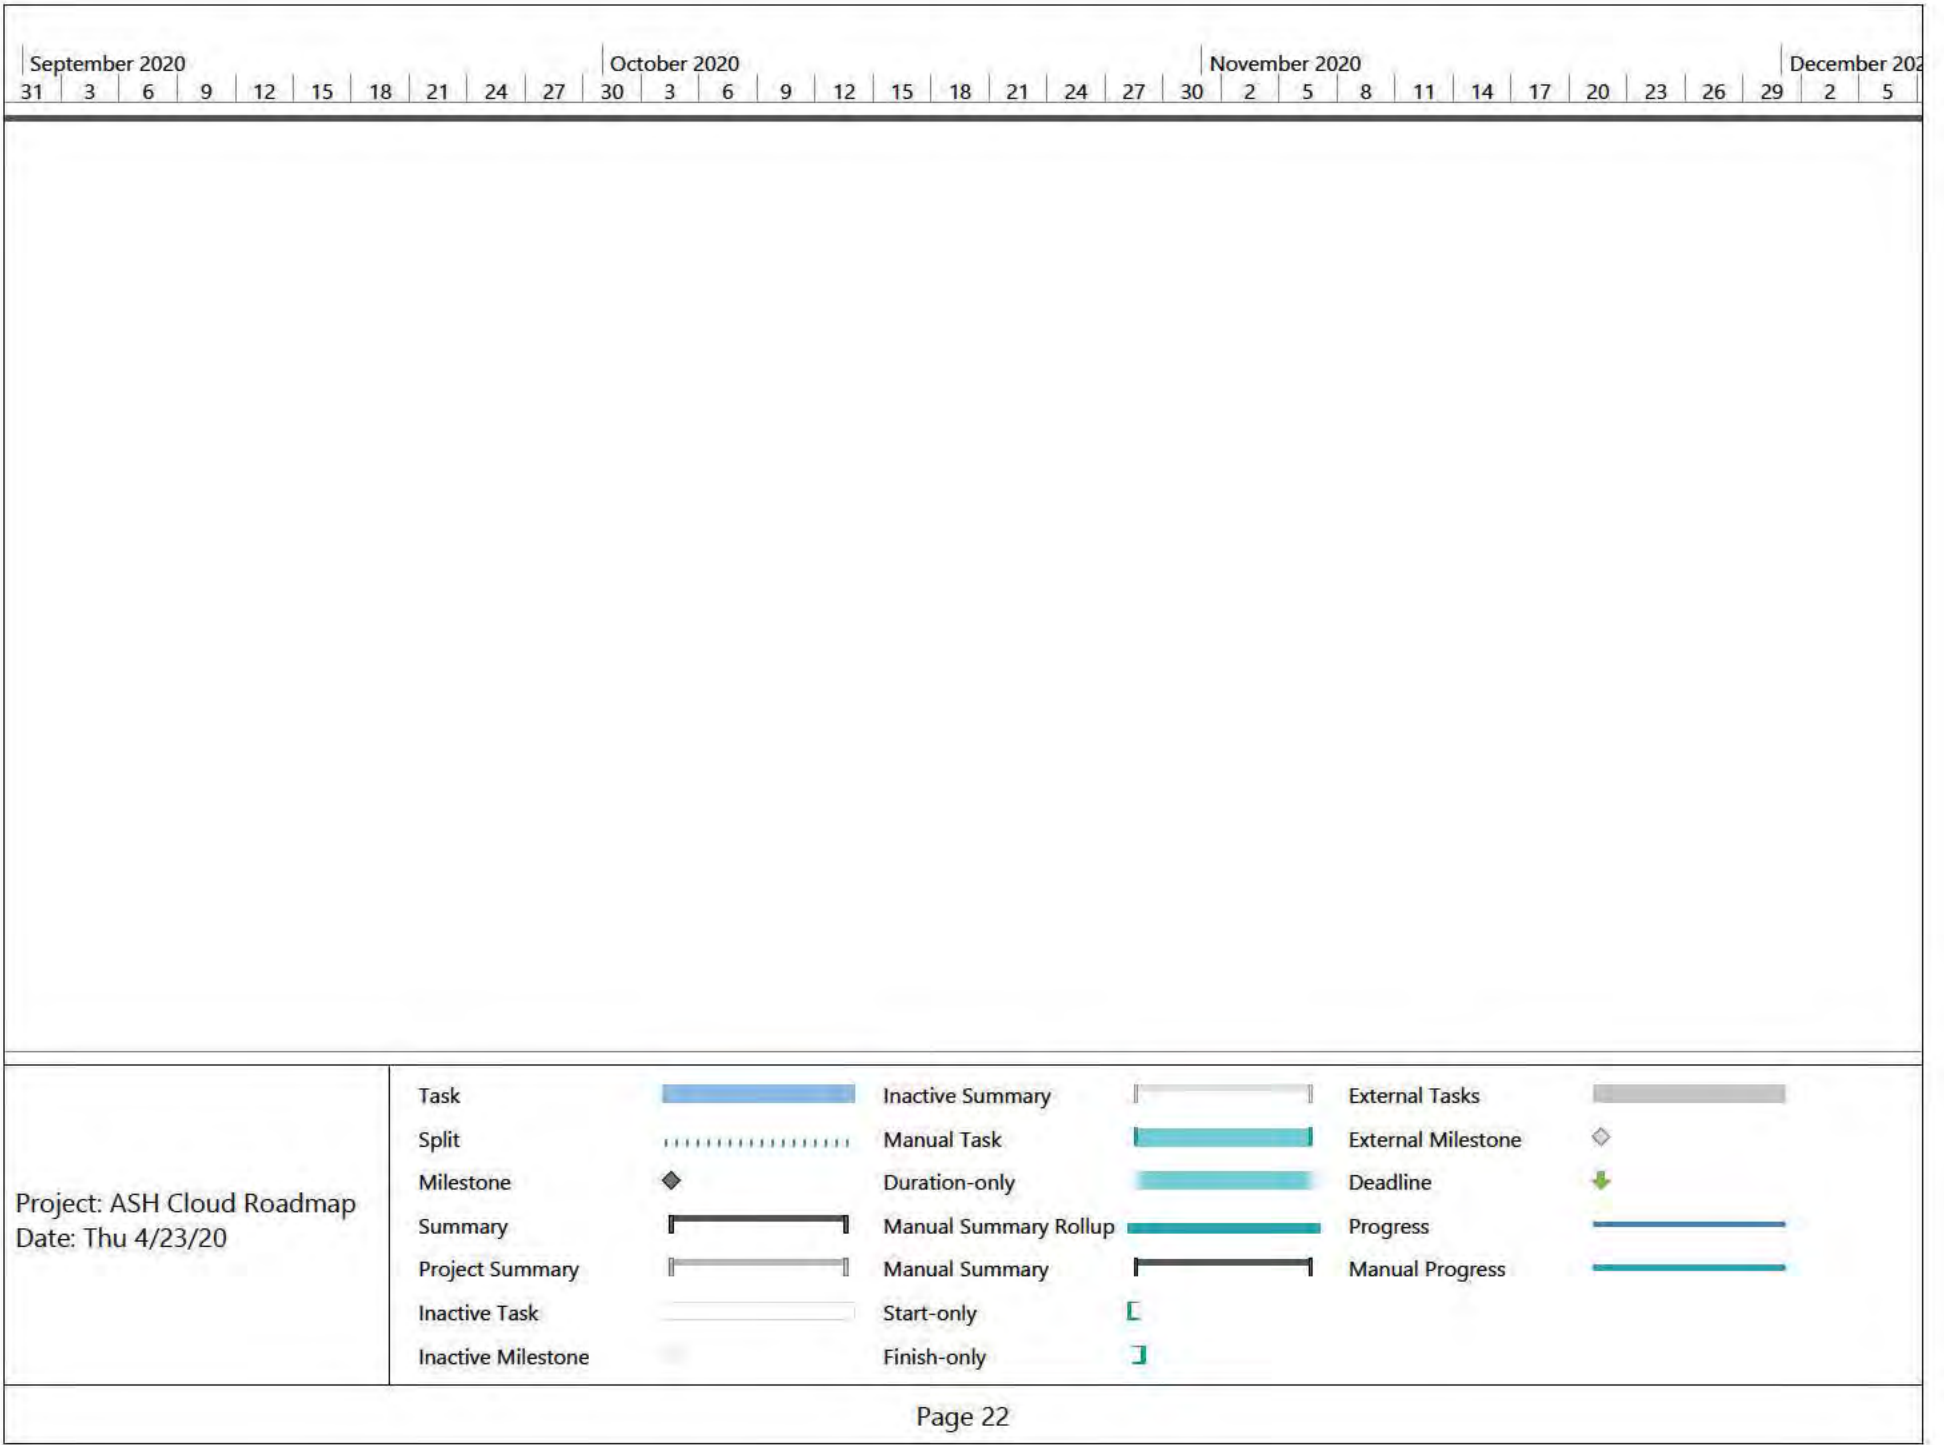 September 2020 October 2020 November 2020 December 202
31 3 6 9 12 15 18 21 24 27 30 3 6 9 12 15 18 21 24 27 30 2 5 8 11 14 17 20 23 26 29 2 5
Project: ASH Cloud Roadmap
Date: Thu 4/23/20
Task
Split
Milestone
Summary
Project Summary
Inactive Task
Inactive Milestone
Inactive Summary
Manual Task
Duration-only
Manual Summary Rollup
Manual Summary
Start-only
Finish-only
External Tasks
External Milestone
Deadline
Progress
Manual Progress
Page 22